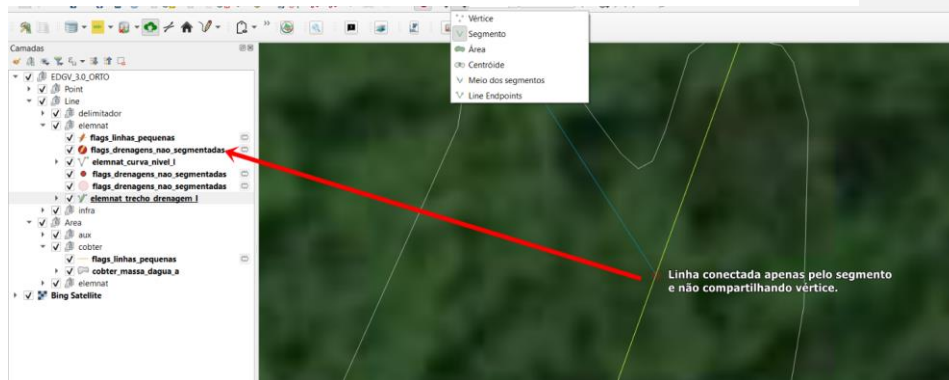 Vértice
Segmento
Área
Centróide
Meio dos segmentos
Line Endpoints
Camadas
EDGV_3.0_ORTO
Point
Line
delimitador
elemnat
flags_linhas_pequenas
flags_drenagens_nao_segmentadas
elemnat_curva_nivel_l
flags_drenagens_nao_segmentadas
flags_drenagens_nao_segmentadas
elemnat_trecho_drenagem_l
infra
Area
aux
cobter
flags_linhas_pequenas
cobter_massa_dagua_a
elemnat
Bing Satellite
Linha conectada apenas pelo segmento
e não compartilhando vértice.